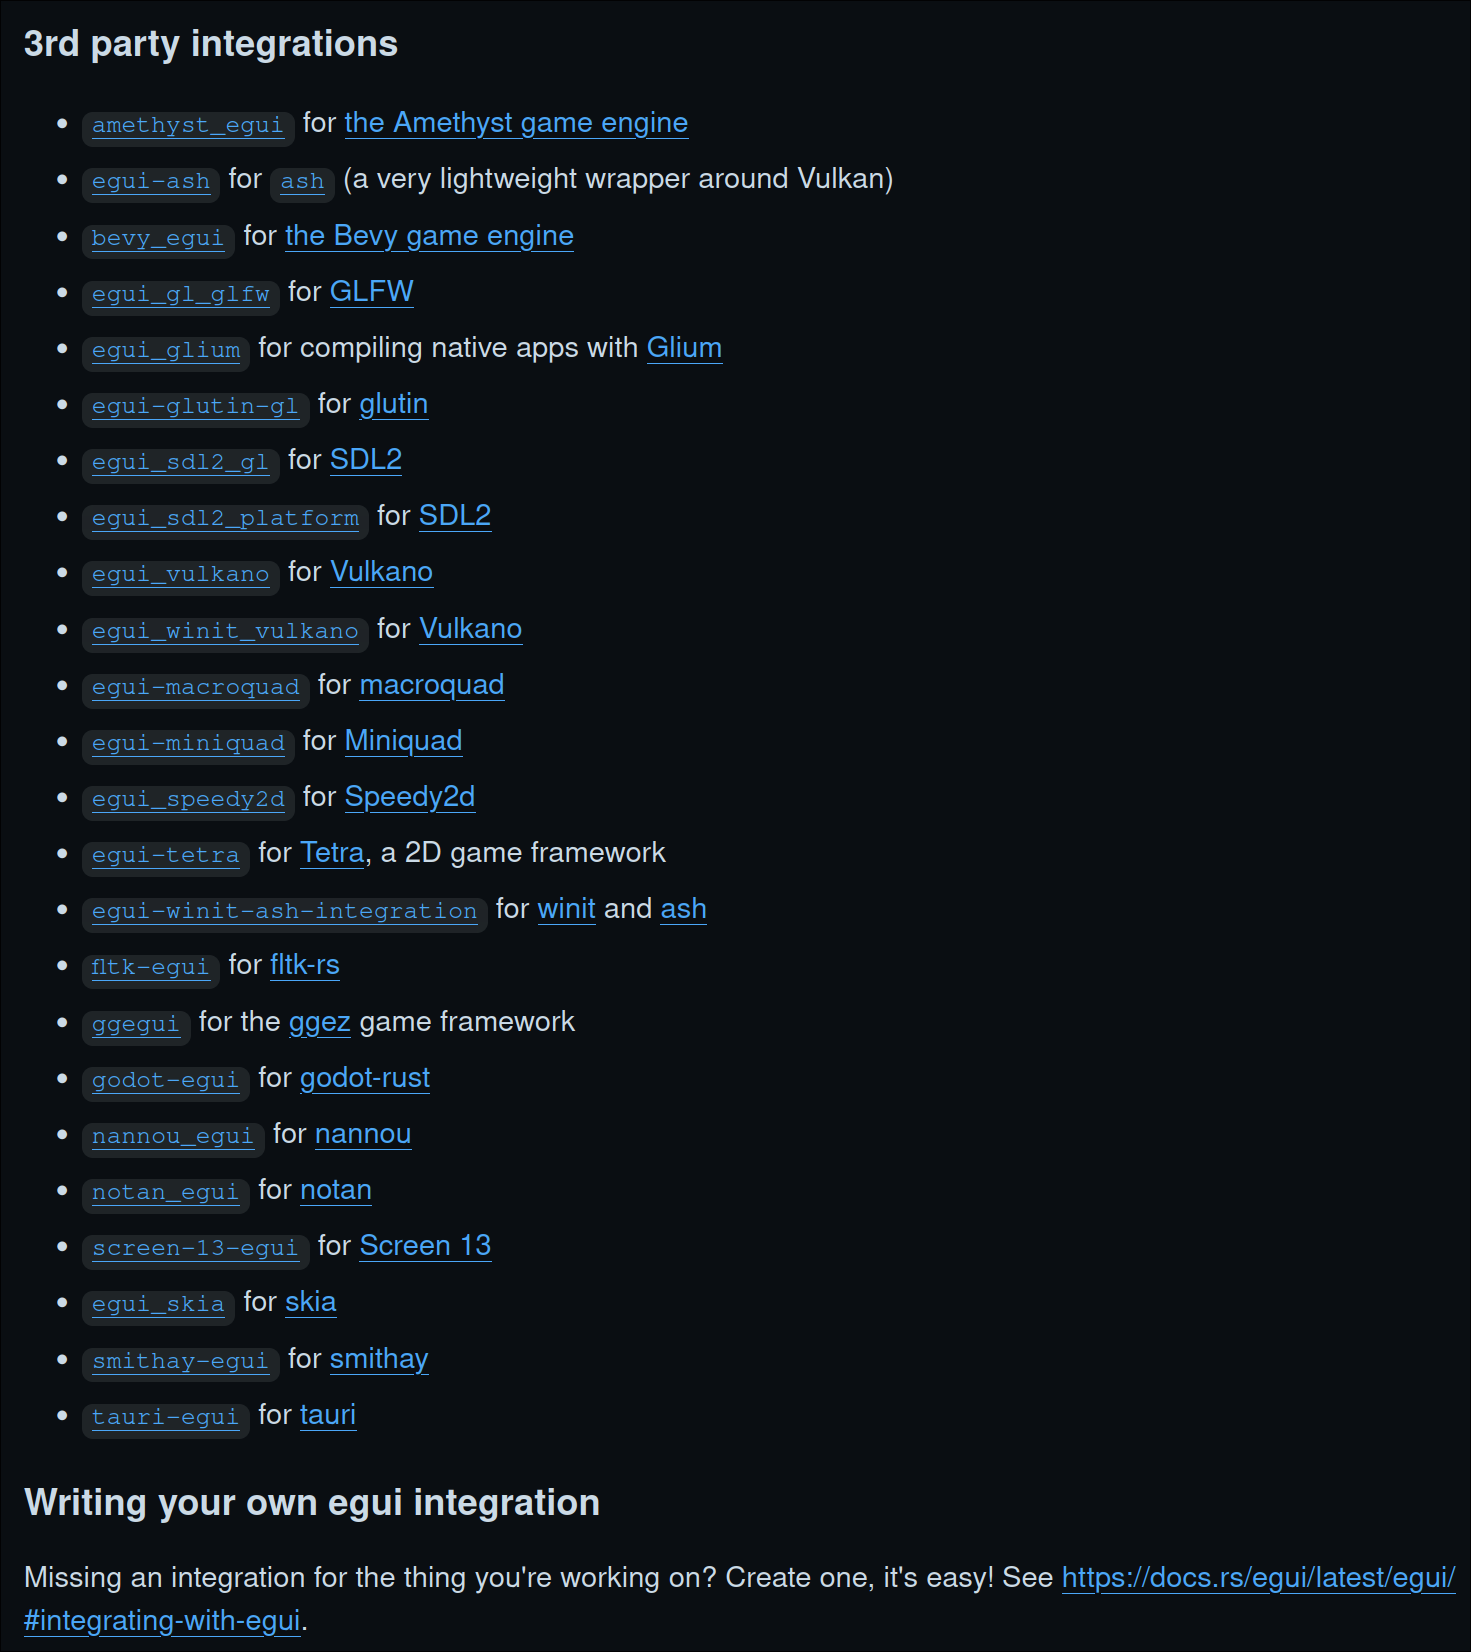 3rd party integrations
• amethyst_egui for the Amethyst game engine
• egui-ash for ash (a very lightweight wrapper around Vulkan)
• bevy_egui for the Bevy game engine
• egui_gl_glfw for GLFW
• egui_glium for compiling native apps with Glium
• egui-glutin-gl for glutin
• egui_sdl2_gl for SDL2
• egui_sdl2_platform for SDL2
• egui_vulkano for Vulkano
• egui_winit_vulkano for Vulkano
• egui-macroquad for macroquad
• egui-miniquad for Miniquad
• egui_speedy2d for Speedy2d
• egui-tetra for Tetra, a 2D game framework
• egui-winit-ash-integration for winit and ash
• fltk-egui for fltk-rs
• ggegui for the ggez game framework
• godot-egui for godot-rust
• nannou_egui for nannou
• notan_egui for notan
• screen-13-egui for Screen 13
• egui_skia for skia
• smithay-egui for smithay
• tauri-egui for tauri
Writing your own egui integration
Missing an integration for the thing you're working on? Create one, it's easy! See https://docs.rs/egui/latest/egui/
#integrating-with-egui.